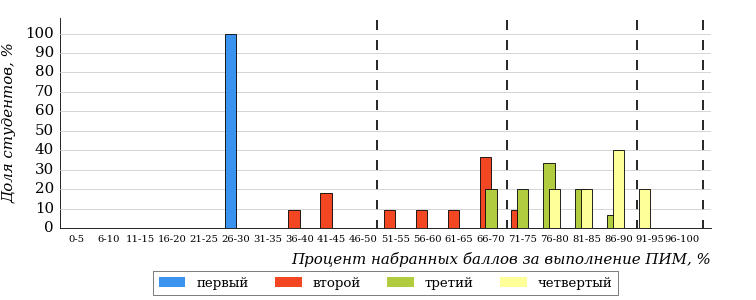 Доля студентов, %
100
90
80
70
60
50
40
30
20
10
0
0-5 6-10 11-15 16-20 21-25 26-30 31-35 36-40 41-45 46-50 51-55 56-60 61-65 66-70 71-75 76-80 81-85 86-90 91-95 96-100
Процент набранных баллов за выполнение ПИМ, %
первый второй третий четвертый